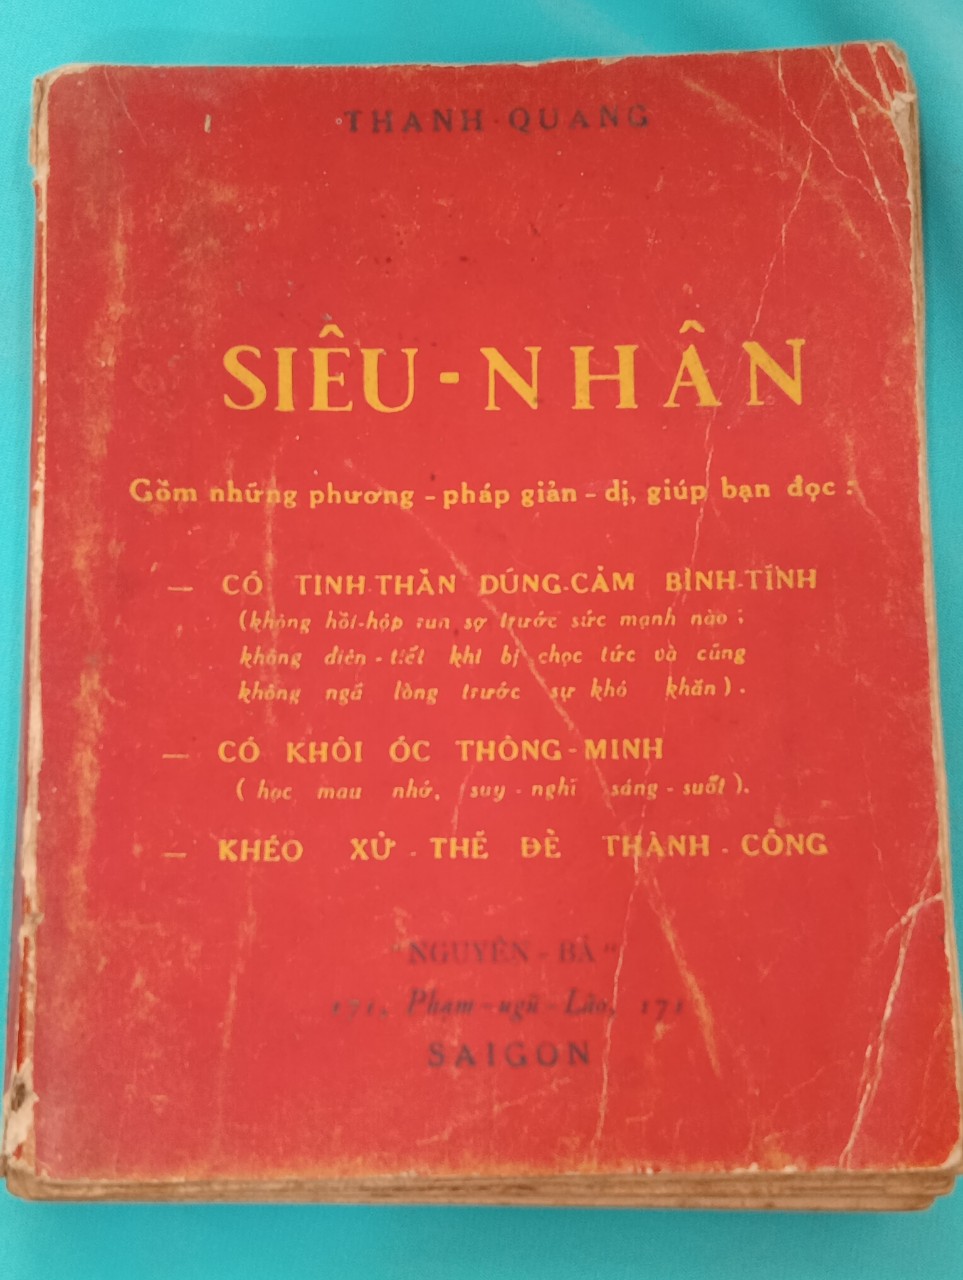 THANH-QUANG
SIÊU-NHÂN
Gồm những phương-pháp giản-dị, giúp bạn đọc:
— CÓ TINH-THẦN DŨNG-CẢM BÌNH-TĨNH
(không hồi-hộp run sợ trước sức mạnh nào;
không điên-tiết khi bị chọc tức và cũng
không ngã lòng trước sự khó khăn).
— CÓ KHỐI ÓC THÔNG-MINH
(học mau nhớ, suy-nghĩ sáng-suốt).
— KHÉO XỬ-THẾ ĐỂ THÀNH-CÔNG
"NGUYỄN-BÁ"
171, Phạm-ngũ-Lão, 171
SAIGON